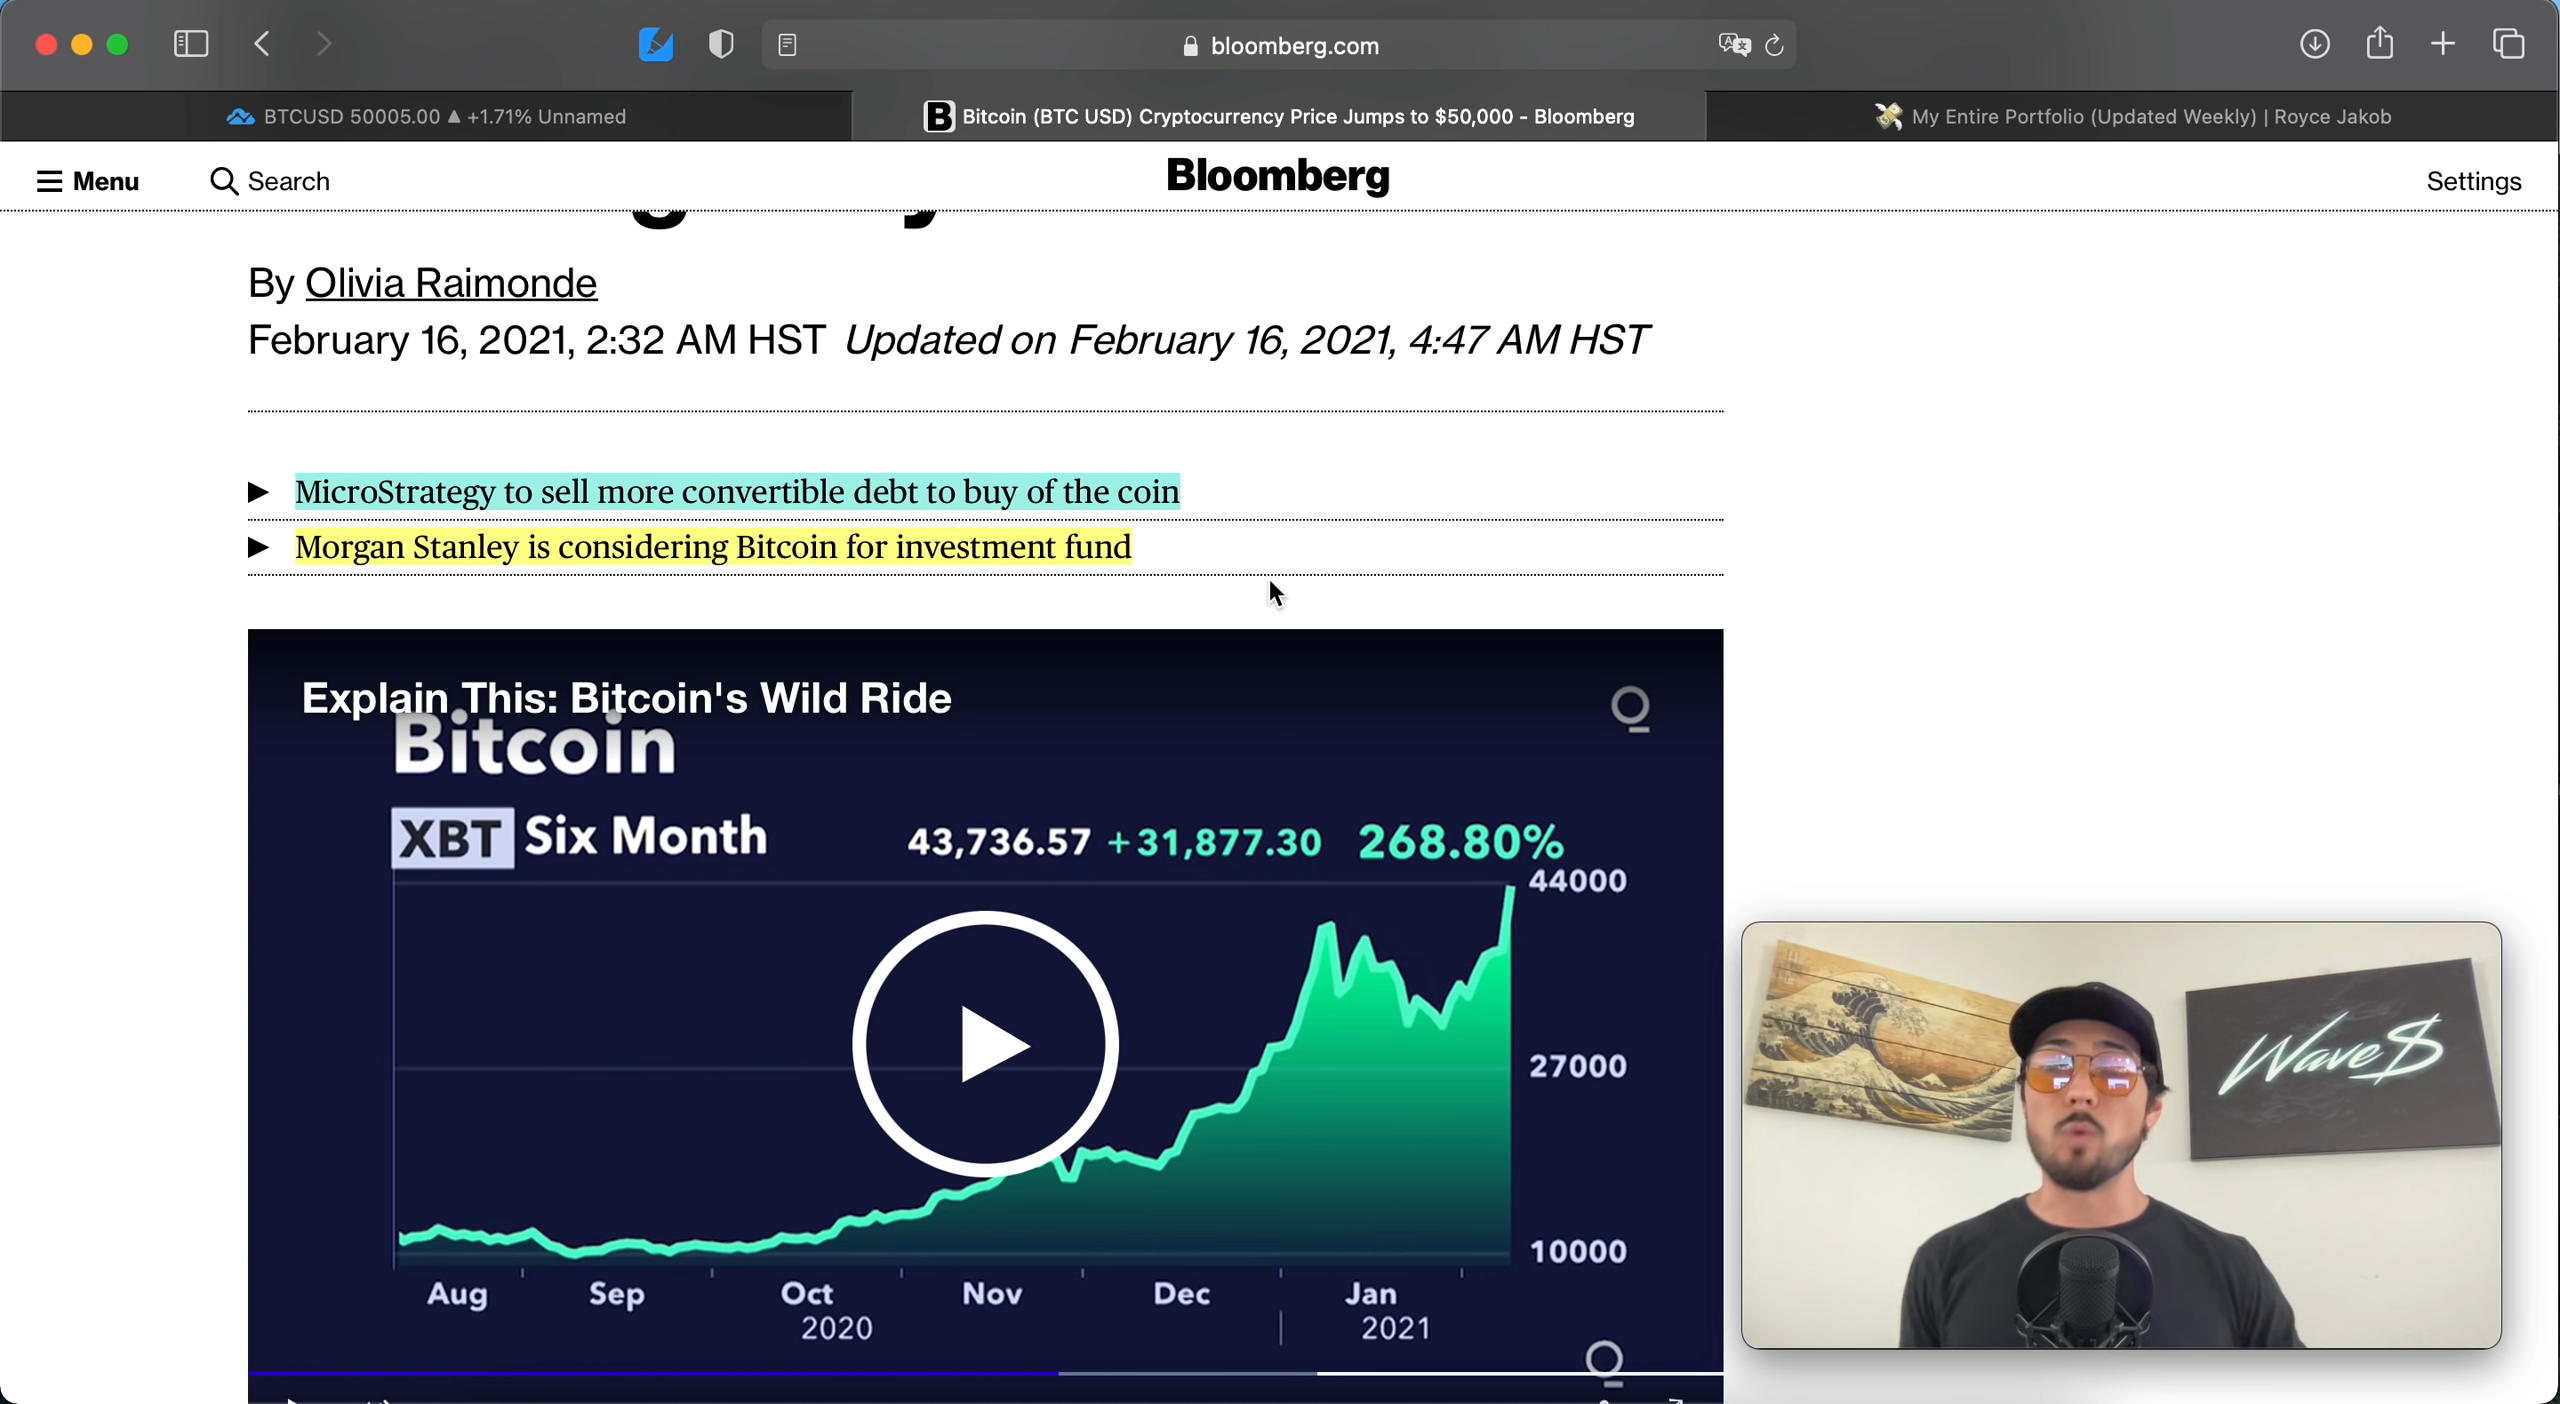 bloomberg.com
BTCUSD 50005.00 ▲ +1.71% Unnamed
Bitcoin (BTC USD) Cryptocurrency Price Jumps to $50,000 - Bloomberg
My Entire Portfolio (Updated Weekly) | Royce Jakob
Menu
Search
Bloomberg
Settings
By Olivia Raimonde
February 16, 2021, 2:32 AM HST Updated on February 16, 2021, 4:47 AM HST
MicroStrategy to sell more convertible debt to buy of the coin
Morgan Stanley is considering Bitcoin for investment fund
Explain This: Bitcoin's Wild Ride
Bitcoin
XBT Six Month 43,736.57 +31,877.30 268.80%
44000
27000
10000
Aug Sep Oct Nov Dec Jan
2020 2021
Wave$